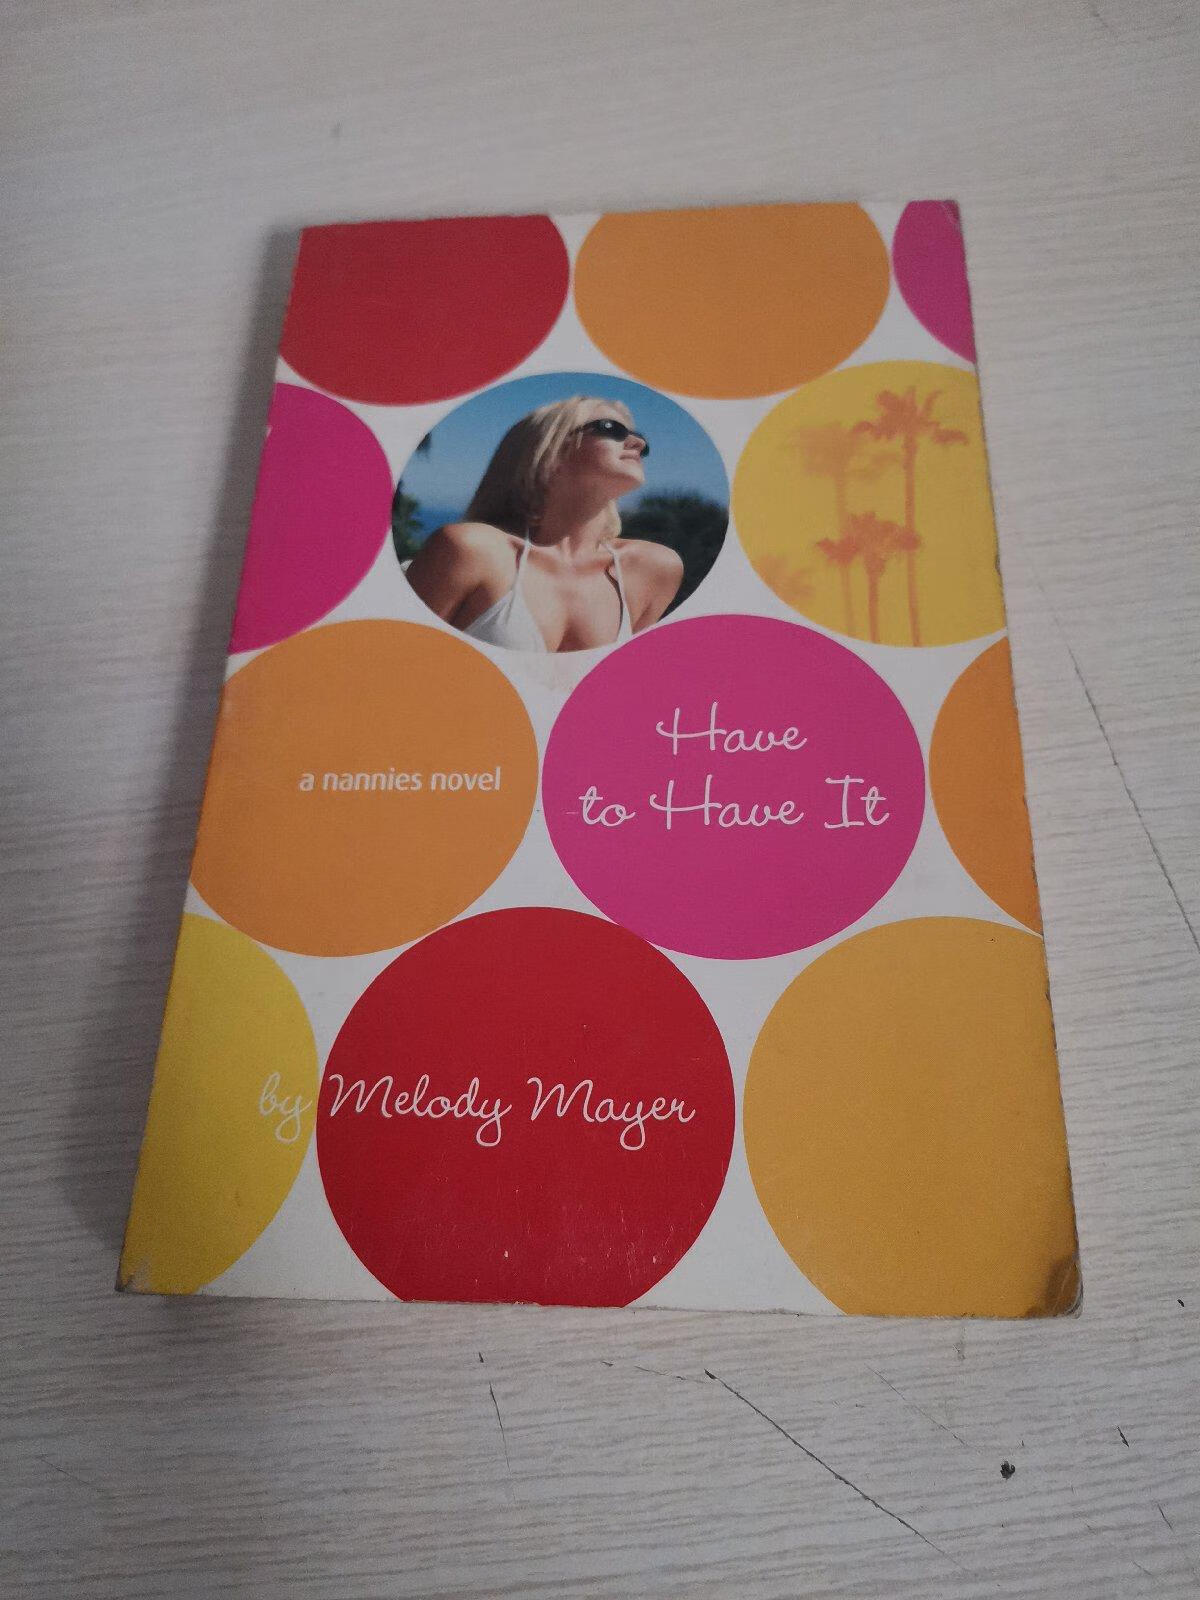 a nannies novel
Have
to Have It
by Melody Mayer